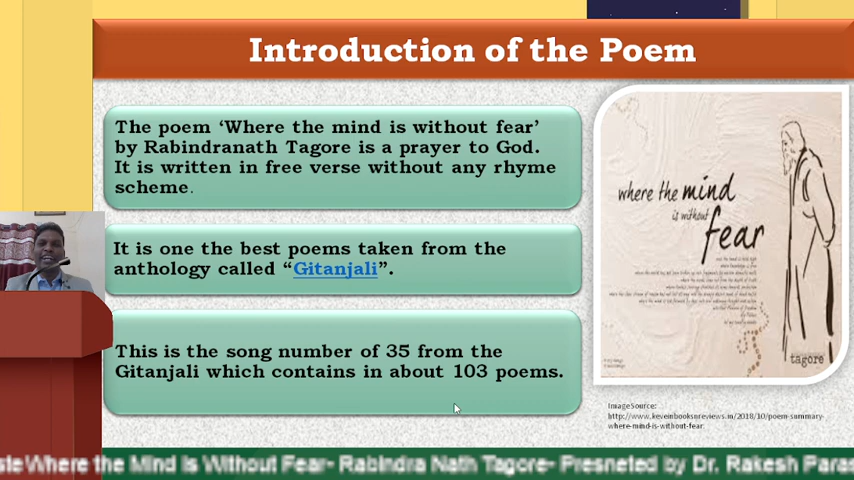 Introduction of the Poem
The poem ‘Where the mind is without fear’
by Rabindranath Tagore is a prayer to God.
It is written in free verse without any rhyme
scheme.
It is one the best poems taken from the
anthology called “Gitanjali”.
This is the song number of 35 from the
Gitanjali which contains in about 103 poems.
where the mind
is without
fear
tagore
ImageSource:
http://www.keveinbooksnreviews.in/2018/10/poem-summary-
where-mind-is-without-fear.
Where the Mind Is Without Fear- Rabindra Nath Tagore- Presneted by Dr. Rakesh